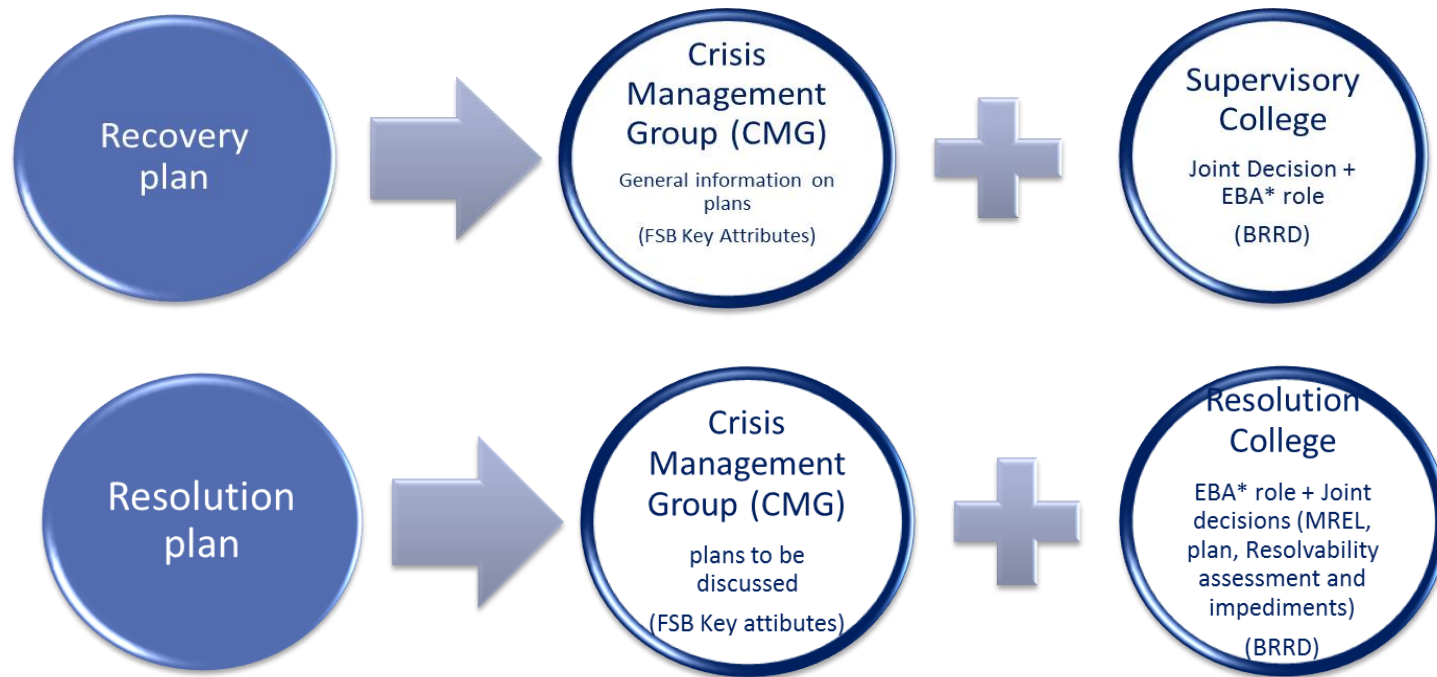 Recovery
plan
Crisis
Management
Group (CMG)
General information on
plans
(FSB Key Attributes)
Supervisory
College
Joint Decision +
EBA* role
(BRRD)
Resolution
plan
Crisis
Management
Group (CMG)
plans to be
discussed
(FSB Key attibutes)
Resolution
College
EBA* role + Joint
decisions (MREL,
plan, Resolvability
assessment and
impediments)
(BRRD)